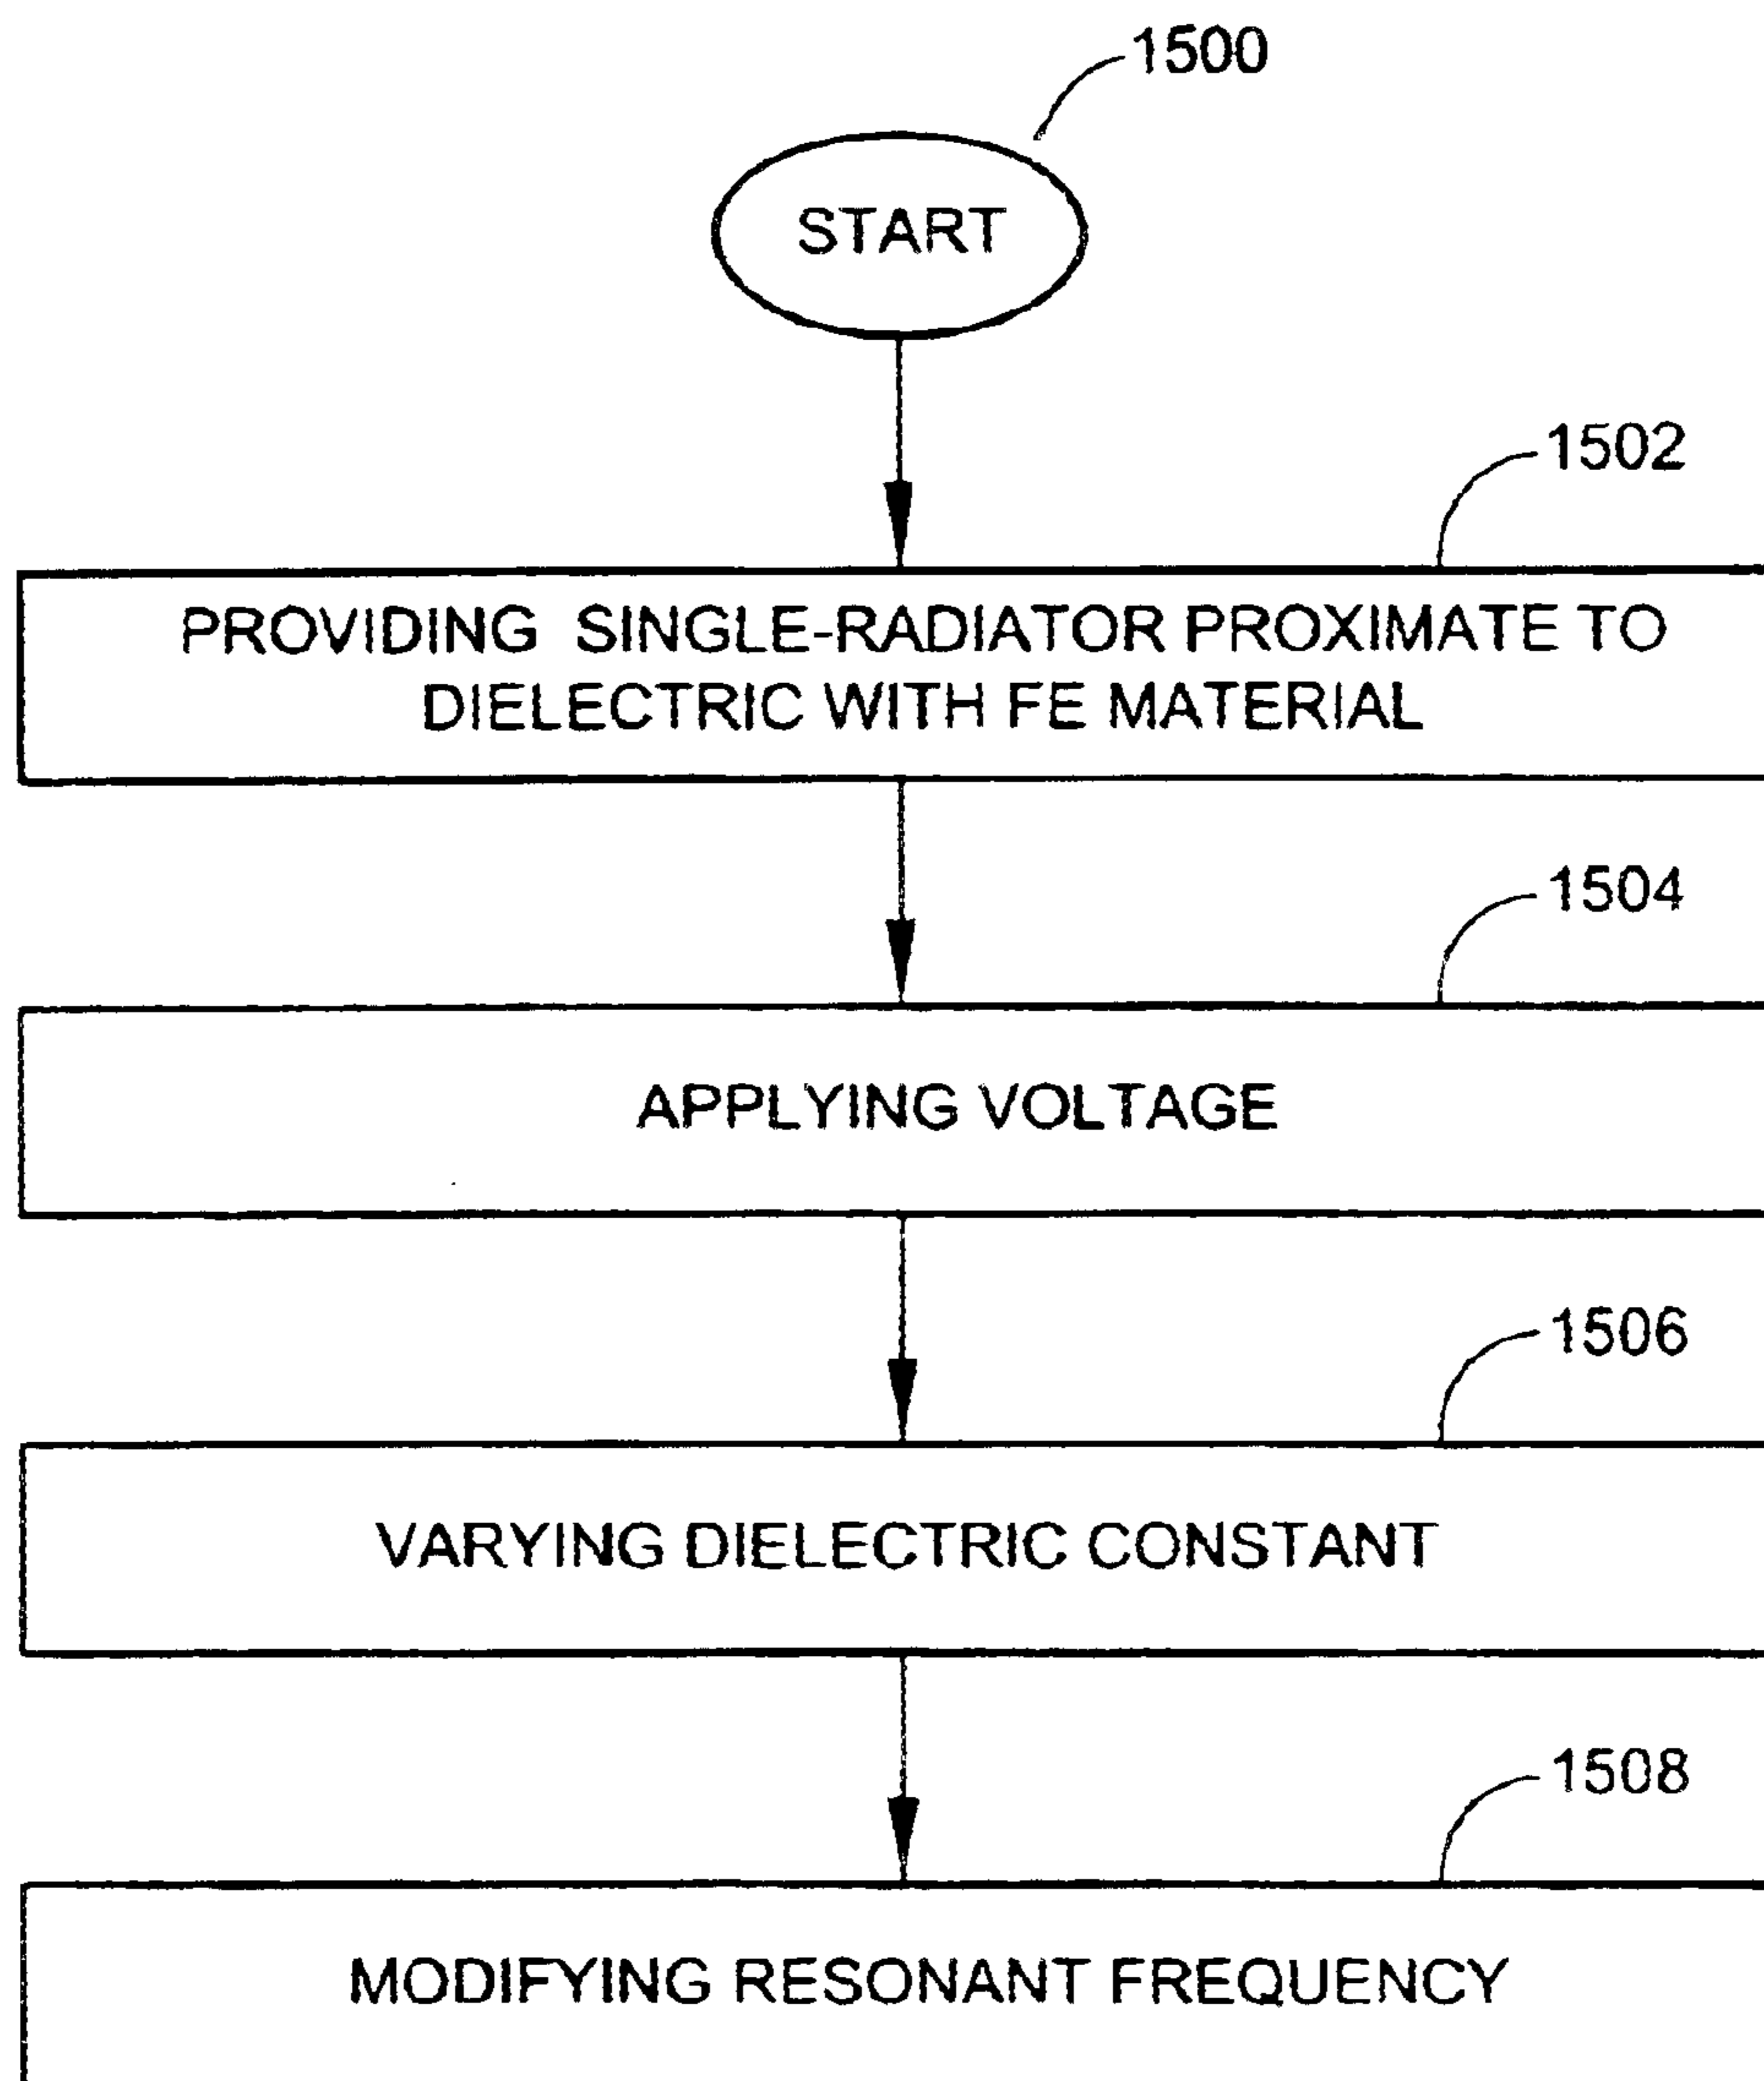 1500
START
1502
PROVIDING SINGLE-RADIATOR PROXIMATE TO
DIELECTRIC WITH FE MATERIAL
1504
APPLYING VOLTAGE
1506
VARYING DIELECTRIC CONSTANT
1508
MODIFYING RESONANT FREQUENCY